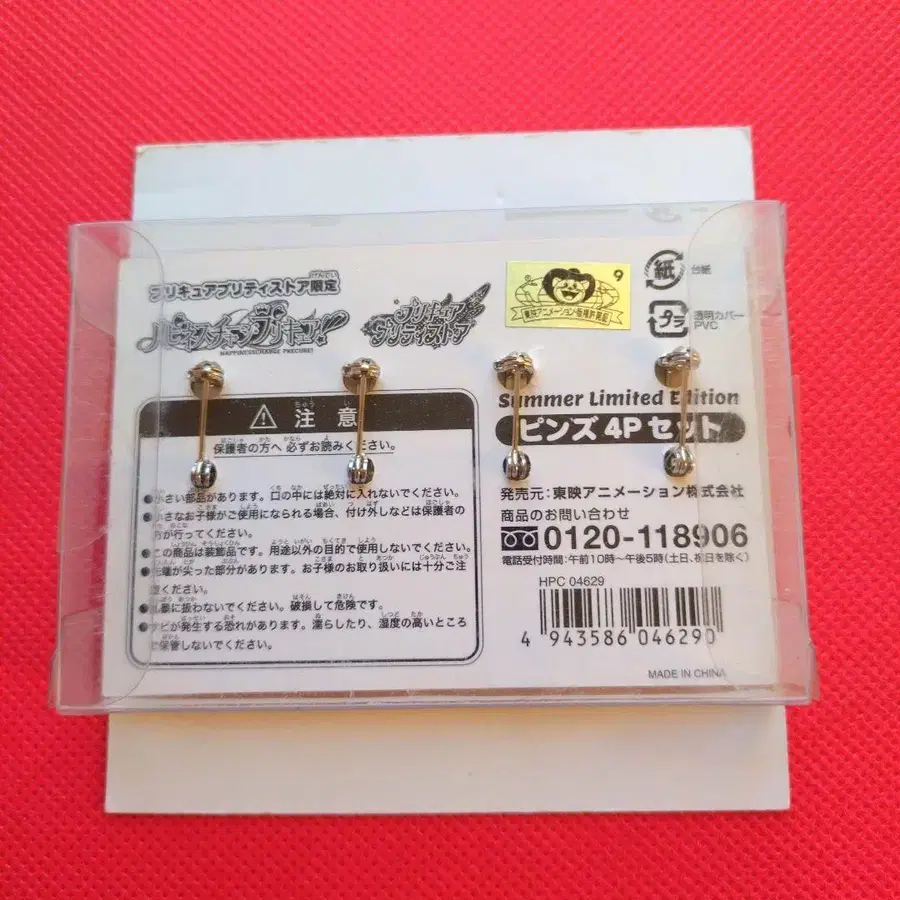 プリキュアプリティストア限定
げんてい
ハピネスチャージプリキュア!
HAPPINESSCHARGE PRECURE!
プリキュア
プリティストア
9
東映アニメーション版権許諾証
紙
台紙
プラ
透明カバー
PVC
Summer Limited Edition
ピンズ 4P セット
注意
保護者の方へ 必ずお読みください。
小さい部品があります。口の中には絶対に入れないでください。
小さなお子様がご使用になられる場合、付け外しなどは保護者の
方が行ってください。
●この商品は装飾品です。用途以外の目的で使用しないでください。
先端が尖った部分があります。お子様のお取り扱いには十分ご注
意ください。
乱暴に扱わないでください。破損して危険です。
サビが発生する恐れがあります。濡らしたり、湿度の高いところ
で保管しないでください。
発売元:東映アニメーション株式会社
商品のお問い合わせ
0120-118906
電話受付時間:午前10時〜午後5時(土日、祝日を除く)
HPC 04629
4 943586 046290
MADE IN CHINA